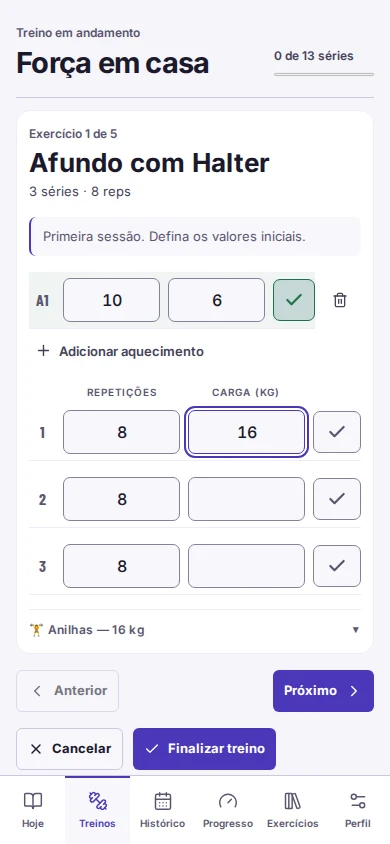 Treino em andamento
Força em casa
0 de 13 séries
Exercício 1 de 5
Afundo com Halter
3 séries · 8 reps
Primeira sessão. Defina os valores iniciais.
A1 10 6
Adicionar aquecimento
REPETIÇÕES CARGA (KG)
1 8 16
2 8
3 8
Anilhas — 16 kg ▼
Anterior Próximo
Cancelar Finalizar treino
Hoje Treinos Histórico Progresso Exercícios Perfil